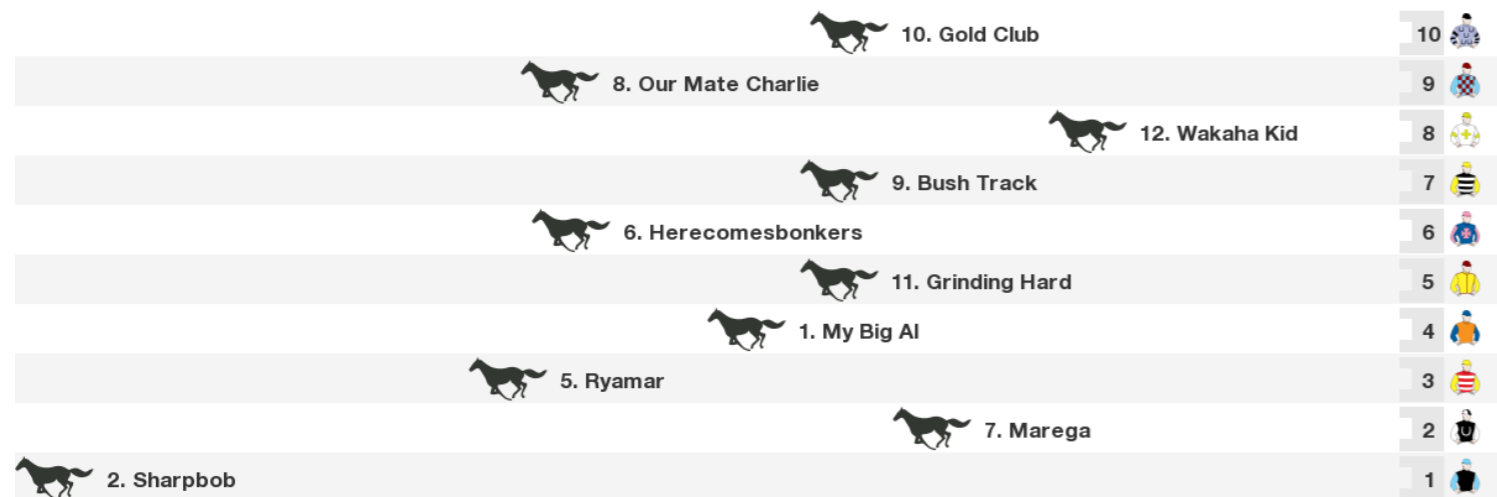 10. Gold Club 10
8. Our Mate Charlie 9
12. Wakaha Kid 8
9. Bush Track 7
6. Herecomesbonkers 6
11. Grinding Hard 5
1. My Big Al 4
5. Ryamar 3
7. Marega 2
2. Sharpbob 1